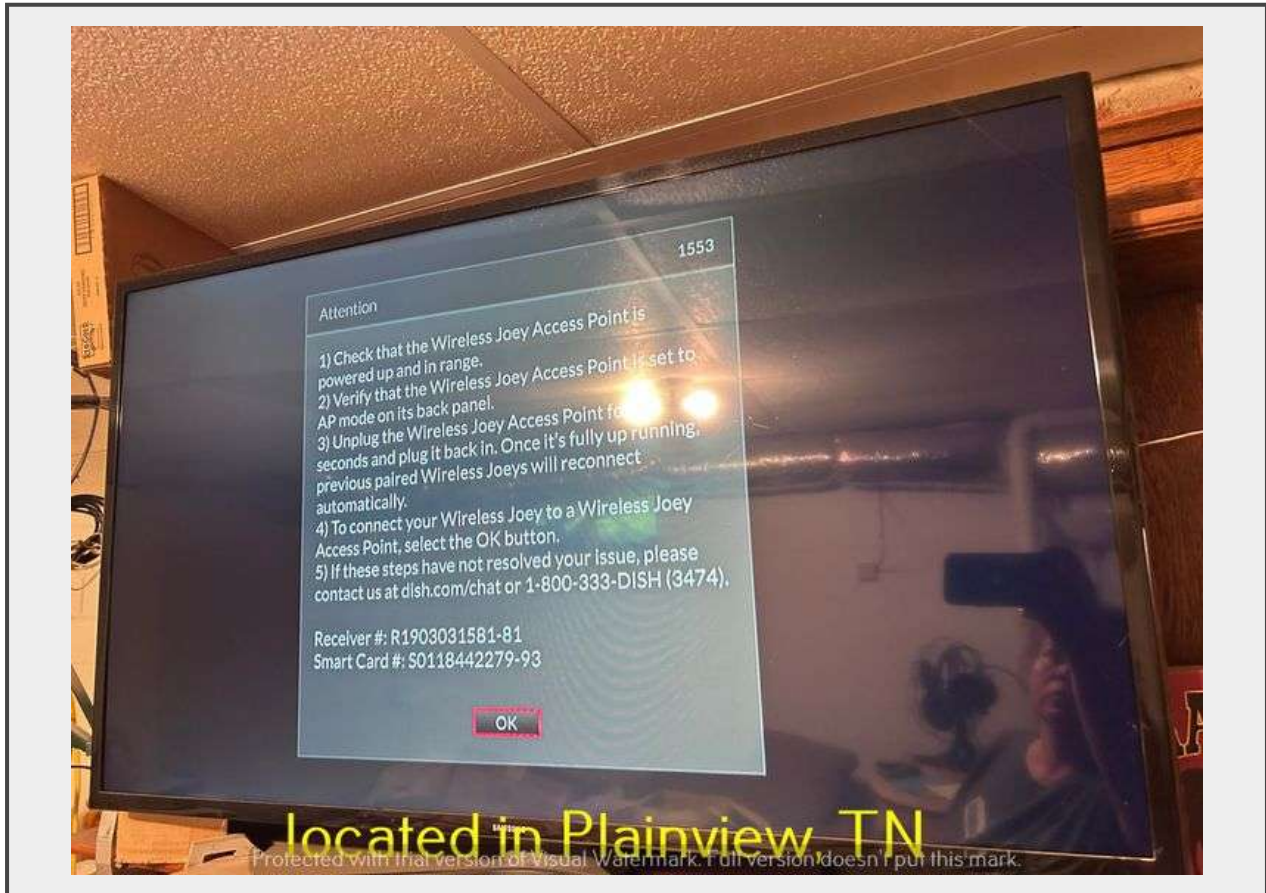 1553
Attention
1) Check that the Wireless Joey Access Point is
powered up and in range.
2) Verify that the Wireless Joey Access Point is set to
AP mode on its back panel.
3) Unplug the Wireless Joey Access Point
seconds and plug it back in. Once it's fully up running,
previous paired Wireless Joeys will reconnect
automatically.
4) To connect your Wireless Joey to a Wireless Joey
Access Point, select the OK button.
5) If these steps have not resolved your issue, please
contact us at dish.com/chat or 1-800-333-DISH (3474).
Receiver #: R1903031581-81
Smart Card #: S0118442279-93
OK
SAMSUNG
located in Plainview, TN
Protected with trial version of Visual Watermark. Full version doesn't put this mark.